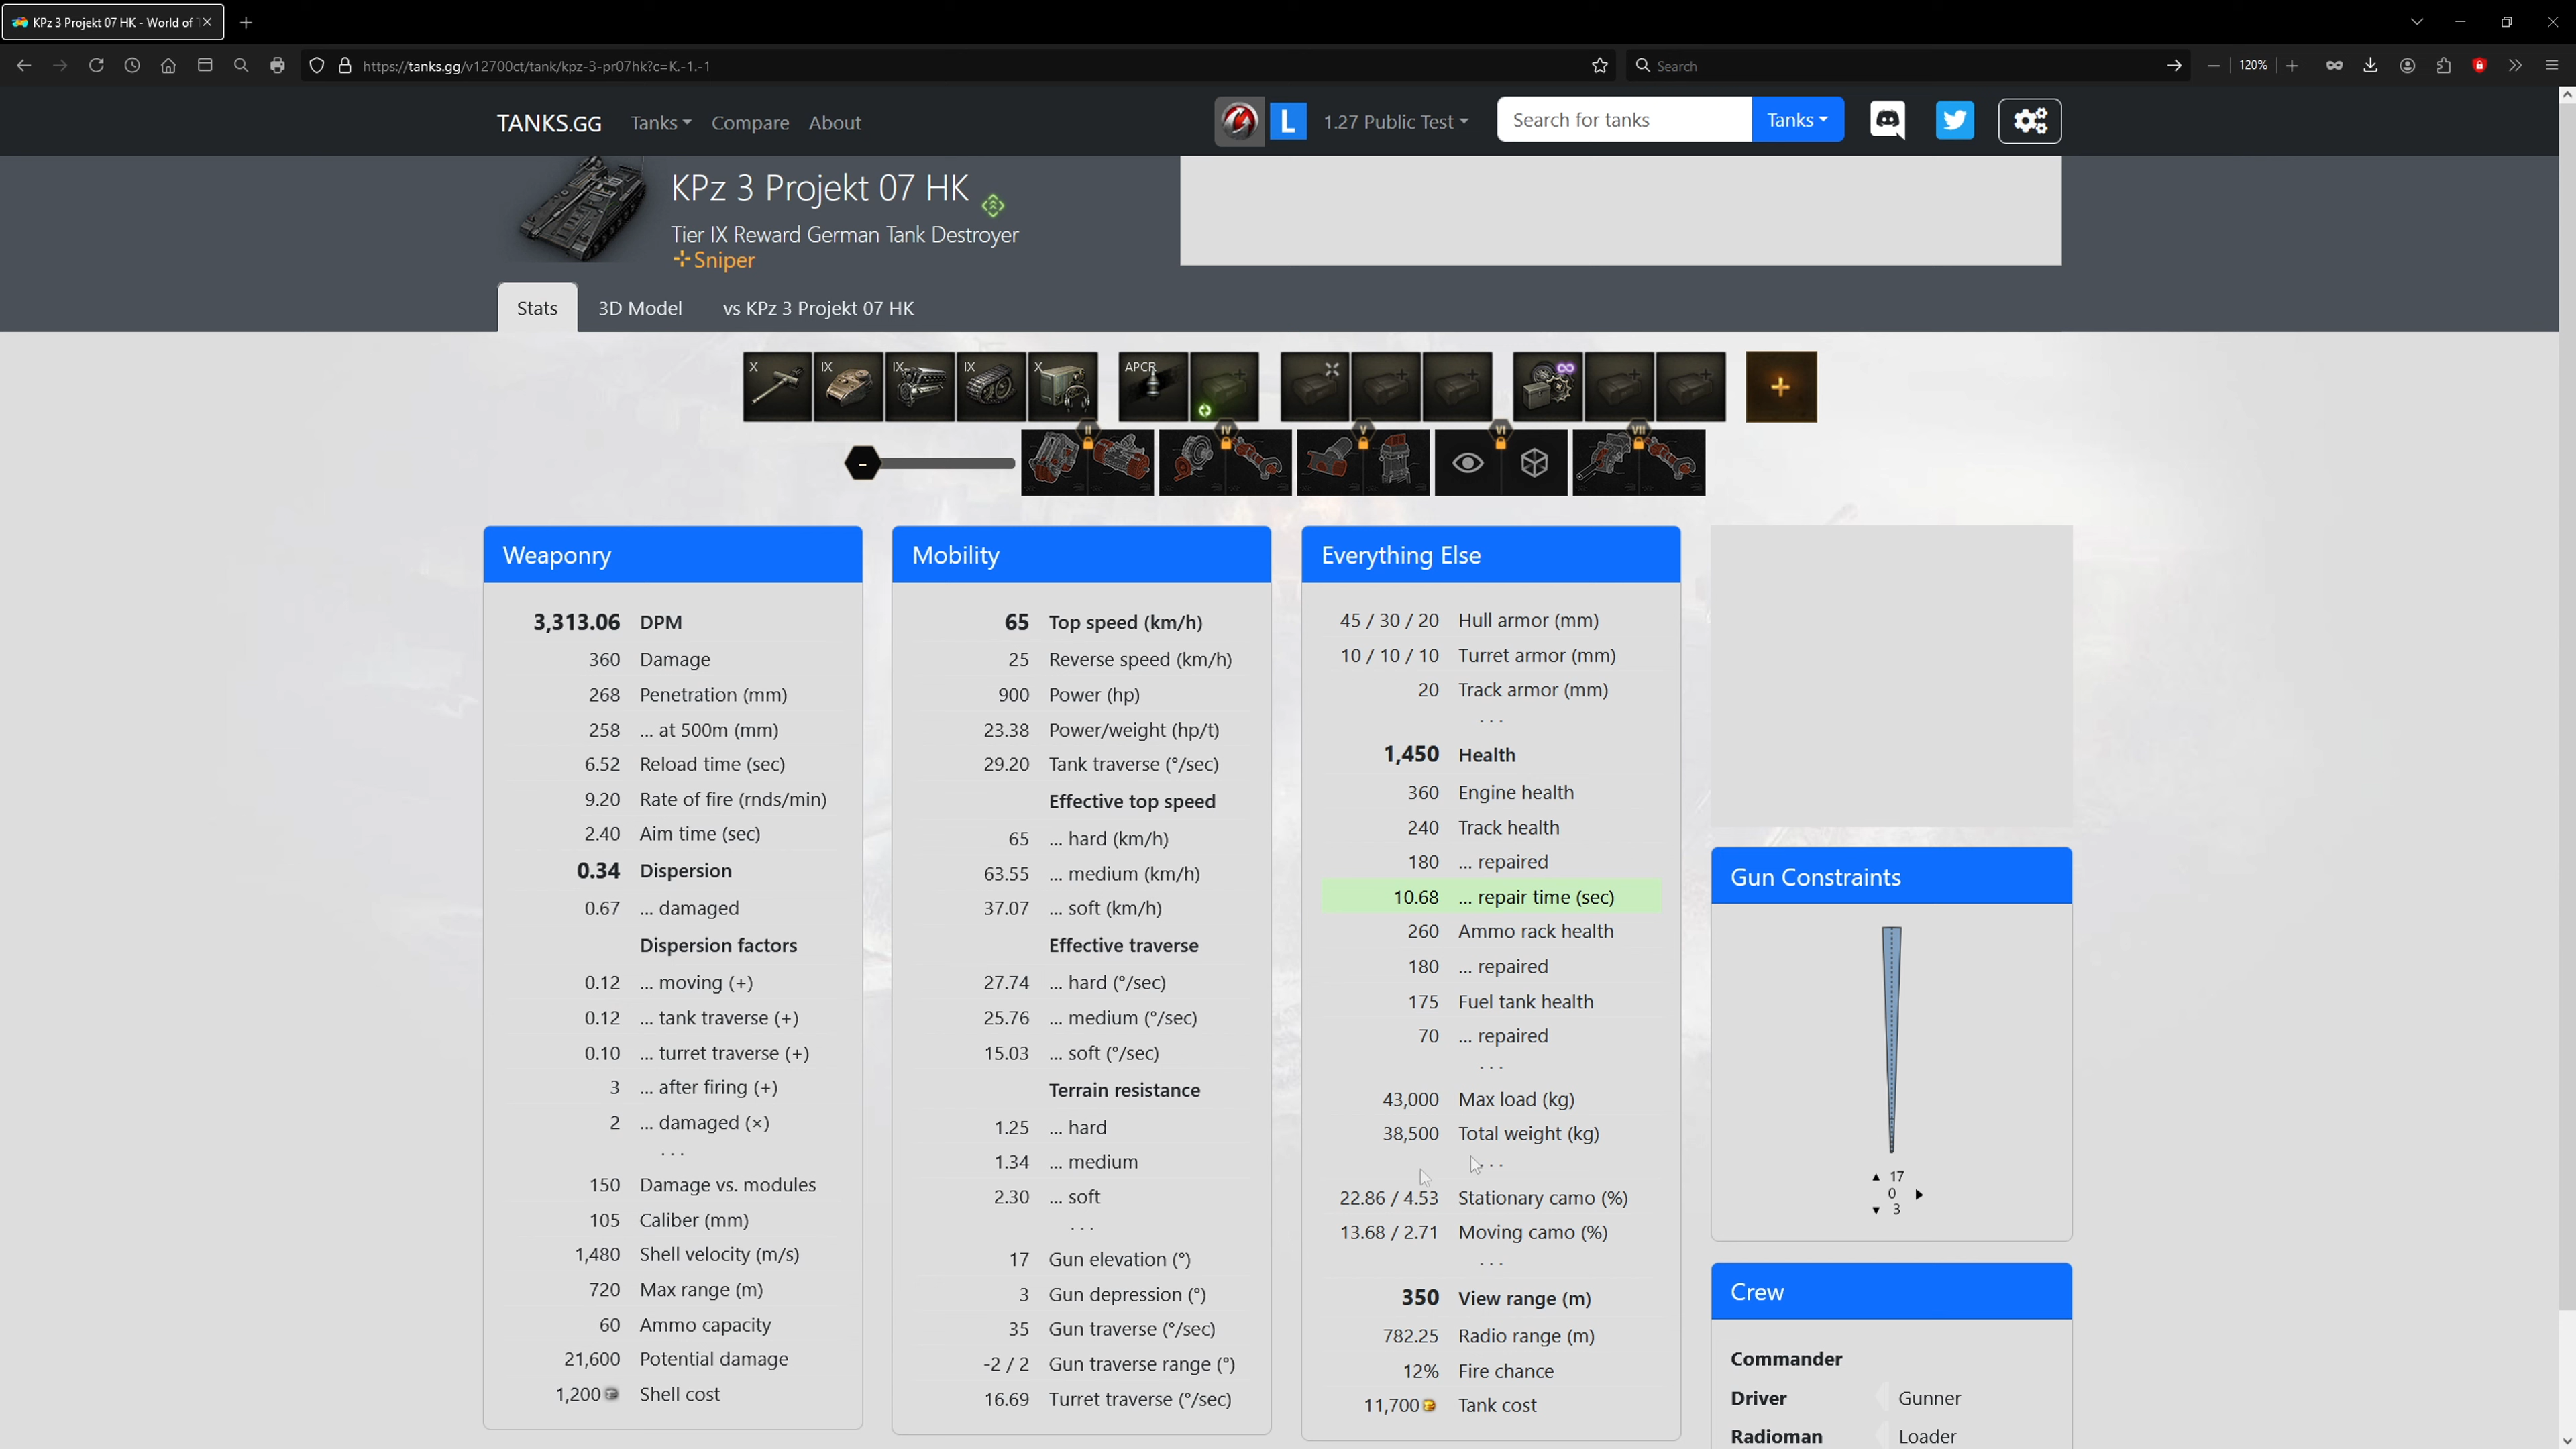 KPz 3 Projekt 07 HK - World of T
https://tanks.gg/v12700ct/tank/kpz-3-pr07hk?c=K.-1.-1
Search
120%
TANKS.GG Tanks Compare About
L 1.27 Public Test
Search for tanks
Tanks
KPz 3 Projekt 07 HK
Tier IX Reward German Tank Destroyer
Sniper
Stats 3D Model vs KPz 3 Projekt 07 HK
X IX IX IX X APCR
II IV V VI VII
-
Weaponry
3,313.06 DPM
360 Damage
268 Penetration (mm)
258 ... at 500m (mm)
6.52 Reload time (sec)
9.20 Rate of fire (rnds/min)
2.40 Aim time (sec)
0.34 Dispersion
0.67 ... damaged
Dispersion factors
0.12 ... moving (+)
0.12 ... tank traverse (+)
0.10 ... turret traverse (+)
3 ... after firing (+)
2 ... damaged (×)
. . .
150 Damage vs. modules
105 Caliber (mm)
1,480 Shell velocity (m/s)
720 Max range (m)
60 Ammo capacity
21,600 Potential damage
1,200 Shell cost
Mobility
65 Top speed (km/h)
25 Reverse speed (km/h)
900 Power (hp)
23.38 Power/weight (hp/t)
29.20 Tank traverse (°/sec)
Effective top speed
65 ... hard (km/h)
63.55 ... medium (km/h)
37.07 ... soft (km/h)
Effective traverse
27.74 ... hard (°/sec)
25.76 ... medium (°/sec)
15.03 ... soft (°/sec)
Terrain resistance
1.25 ... hard
1.34 ... medium
2.30 ... soft
. . .
17 Gun elevation (°)
3 Gun depression (°)
35 Gun traverse (°/sec)
-2 / 2 Gun traverse range (°)
16.69 Turret traverse (°/sec)
Everything Else
45 / 30 / 20 Hull armor (mm)
10 / 10 / 10 Turret armor (mm)
20 Track armor (mm)
. . .
1,450 Health
360 Engine health
240 Track health
180 ... repaired
10.68 ... repair time (sec)
260 Ammo rack health
180 ... repaired
175 Fuel tank health
70 ... repaired
. . .
43,000 Max load (kg)
38,500 Total weight (kg)
. . .
22.86 / 4.53 Stationary camo (%)
13.68 / 2.71 Moving camo (%)
. . .
350 View range (m)
782.25 Radio range (m)
12% Fire chance
11,700 Tank cost
Gun Constraints
17
0
3
Crew
Commander
Driver Gunner
Radioman Loader